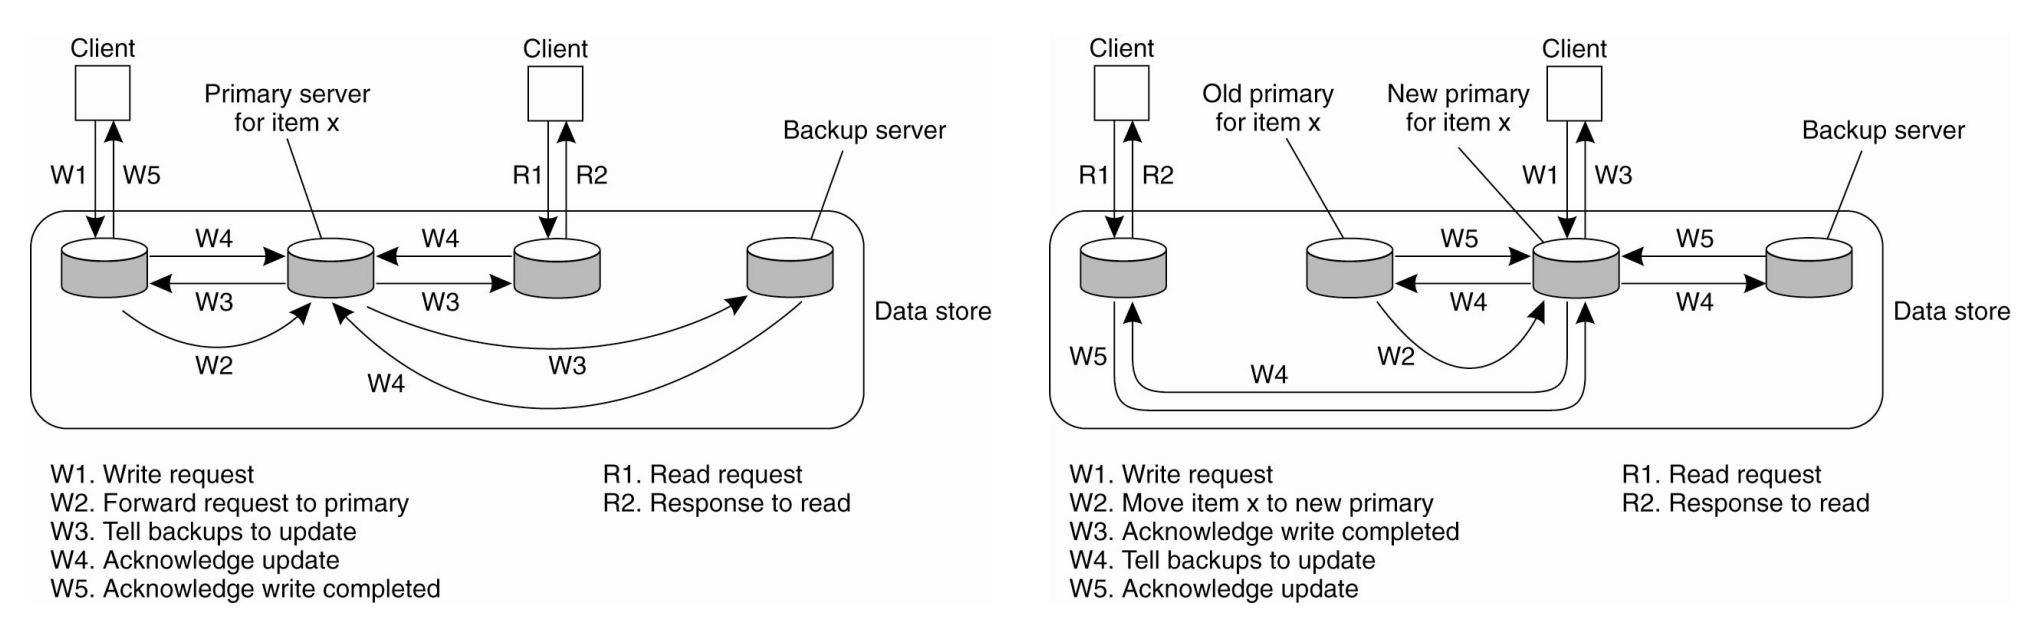 Client
Client
Primary server
for item x
Backup server
W1
W5
R1
R2
W4
W4
W3
W3
W2
W3
W4
Data store
W1. Write request
W2. Forward request to primary
W3. Tell backups to update
W4. Acknowledge update
W5. Acknowledge write completed
R1. Read request
R2. Response to read
Client
Client
Old primary
for item x
New primary
for item x
Backup server
R1
R2
W1
W3
W5
W5
W4
W4
W5
W2
W4
Data store
W1. Write request
W2. Move item x to new primary
W3. Acknowledge write completed
W4. Tell backups to update
W5. Acknowledge update
R1. Read request
R2. Response to read